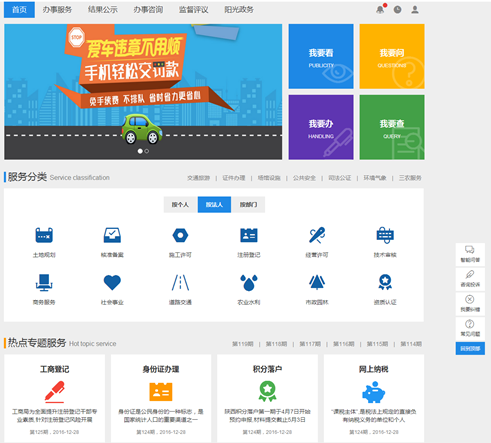 首页 办事服务 结果公示 办事咨询 监督评议 阳光政务
STOP
爱车违章不用烦
手机轻松交罚款
免手续费 不排队 省时省力更省心
我要看
PUBLICITY
我要问
QUESTIONS
我要办
HANDLING
我要查
QUERY
服务分类 Service classification
交通旅游 | 证件办理 | 场馆设施 | 公共安全 | 司法公证 | 环境气象 | 三农服务
按个人 按法人 按部门
土地规划 核准备案 施工许可 注册登记 经营许可 技术审核
商务服务 社会事业 道路交通 农业水利 市政园林 资质认证
智能问答
咨询投诉
我要纠错
常见问题
回到顶部
热点专题服务 Hot topic service
第119期 | 第118期 | 第117期 | 第116期 | 第115期 | 第114期
工商登记
工商局为全面提升注册登记干部专
业素质 针对注册登记风险开展
第124期，2016-12-28
身份证办理
身份证是公民身份的一种标志，是
国家统计人口的重要渠道之一
第124期，2016-12-28
积分落户
陕西积分落户第一期于4月7日开始
预约申报 材料提交截止5月3日
第124期，2016-12-28
网上纳税
"课税主体".是税法上规定的直接负
有纳税义务的单位和个人
第124期，2016-12-28